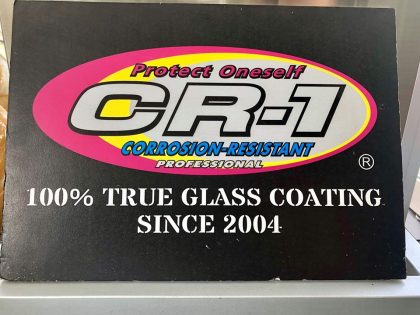 Protect Oneself
CR-1
CORROSION-RESISTANT
PROFESSIONAL
®
100% TRUE GLASS COATING
SINCE 2004